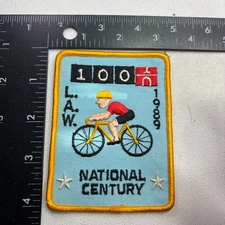 100
L.A.W.
1989
NATIONAL
CENTURY